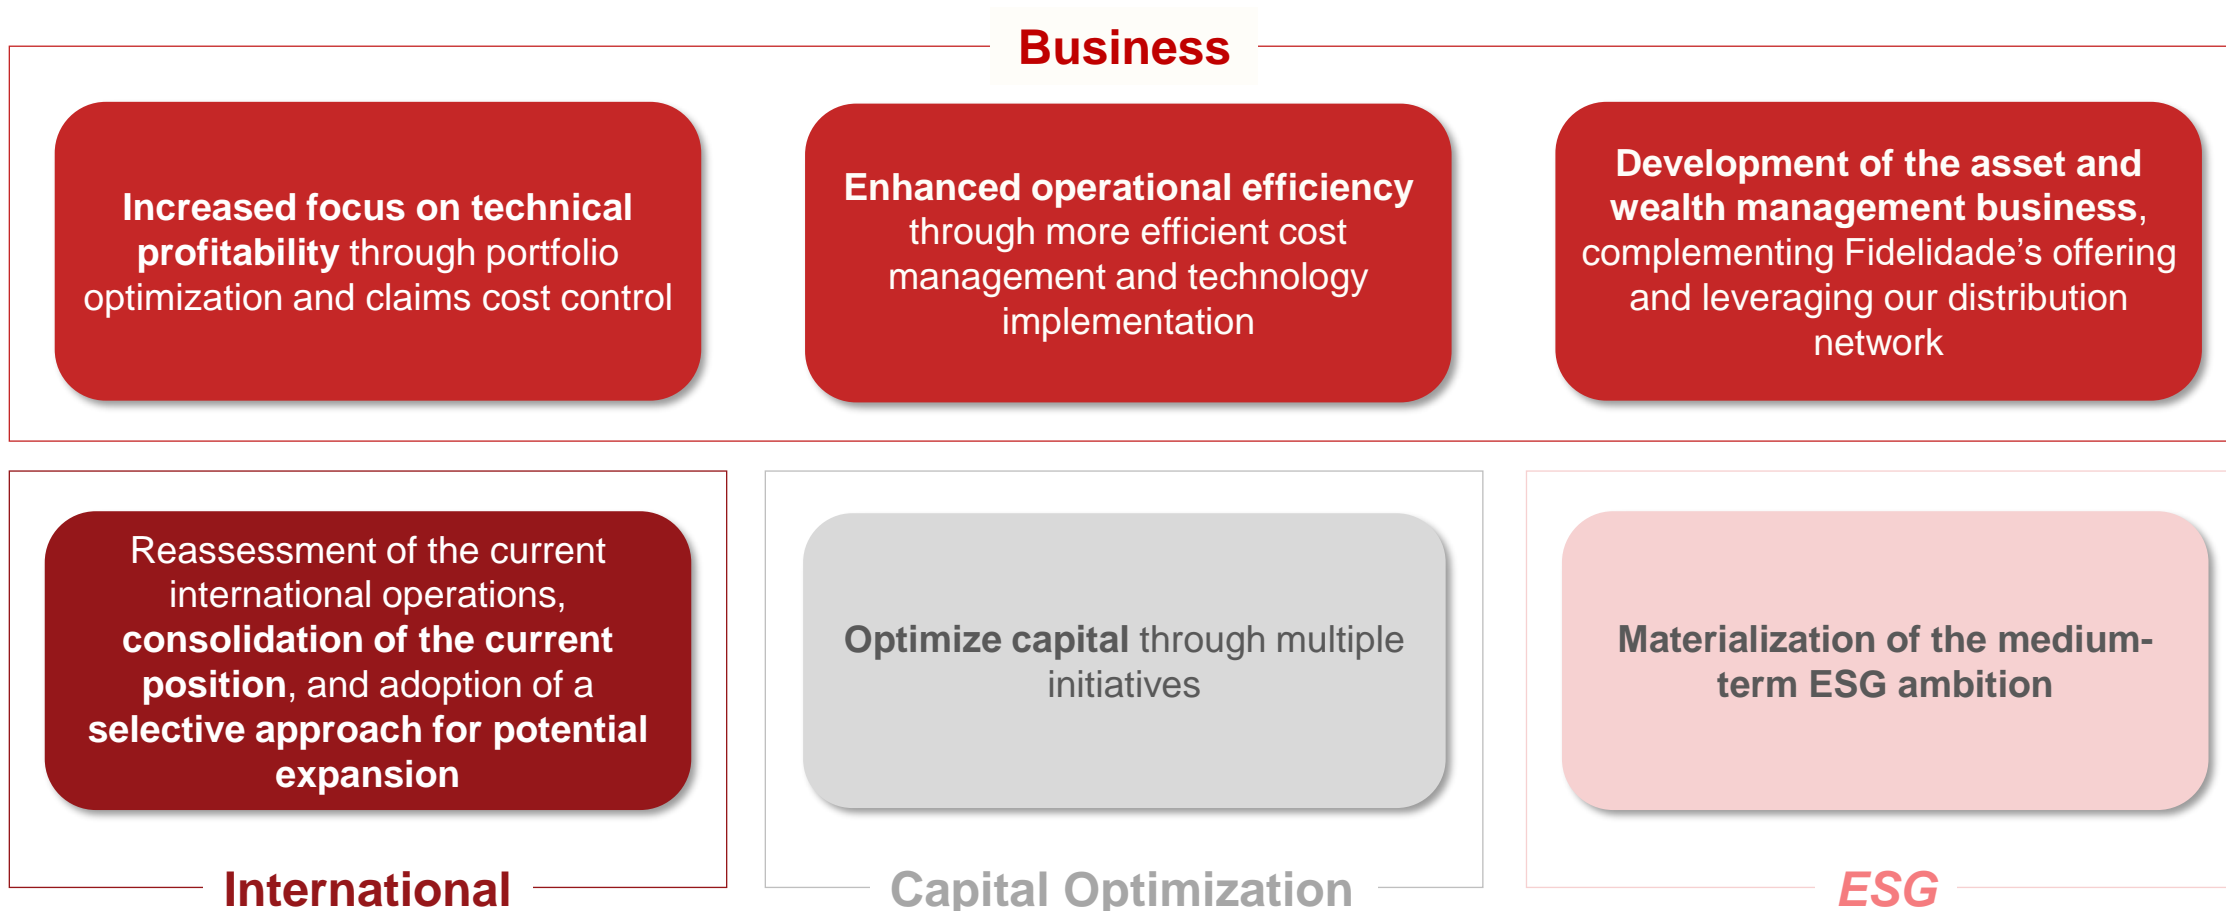 Business
Increased focus on technical
profitability through portfolio
optimization and claims cost control
Enhanced operational efficiency
through more efficient cost
management and technology
implementation
Development of the asset and
wealth management business,
complementing Fidelidade’s offering
and leveraging our distribution
network
Reassessment of the current
international operations,
consolidation of the current
position, and adoption of a
selective approach for potential
expansion
International
Optimize capital through multiple
initiatives
Capital Optimization
Materialization of the medium-
term ESG ambition
ESG